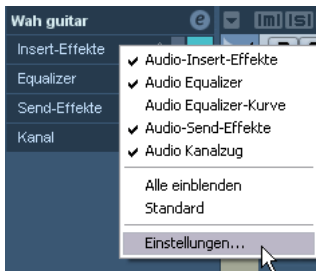 Wah guitar
e
m s
Insert-Effekte
Equalizer
Send-Effekte
Kanal
Audio-Insert-Effekte
Audio Equalizer
Audio Equalizer-Kurve
Audio-Send-Effekte
Audio Kanalzug
Alle einblenden
Standard
Einstellungen...